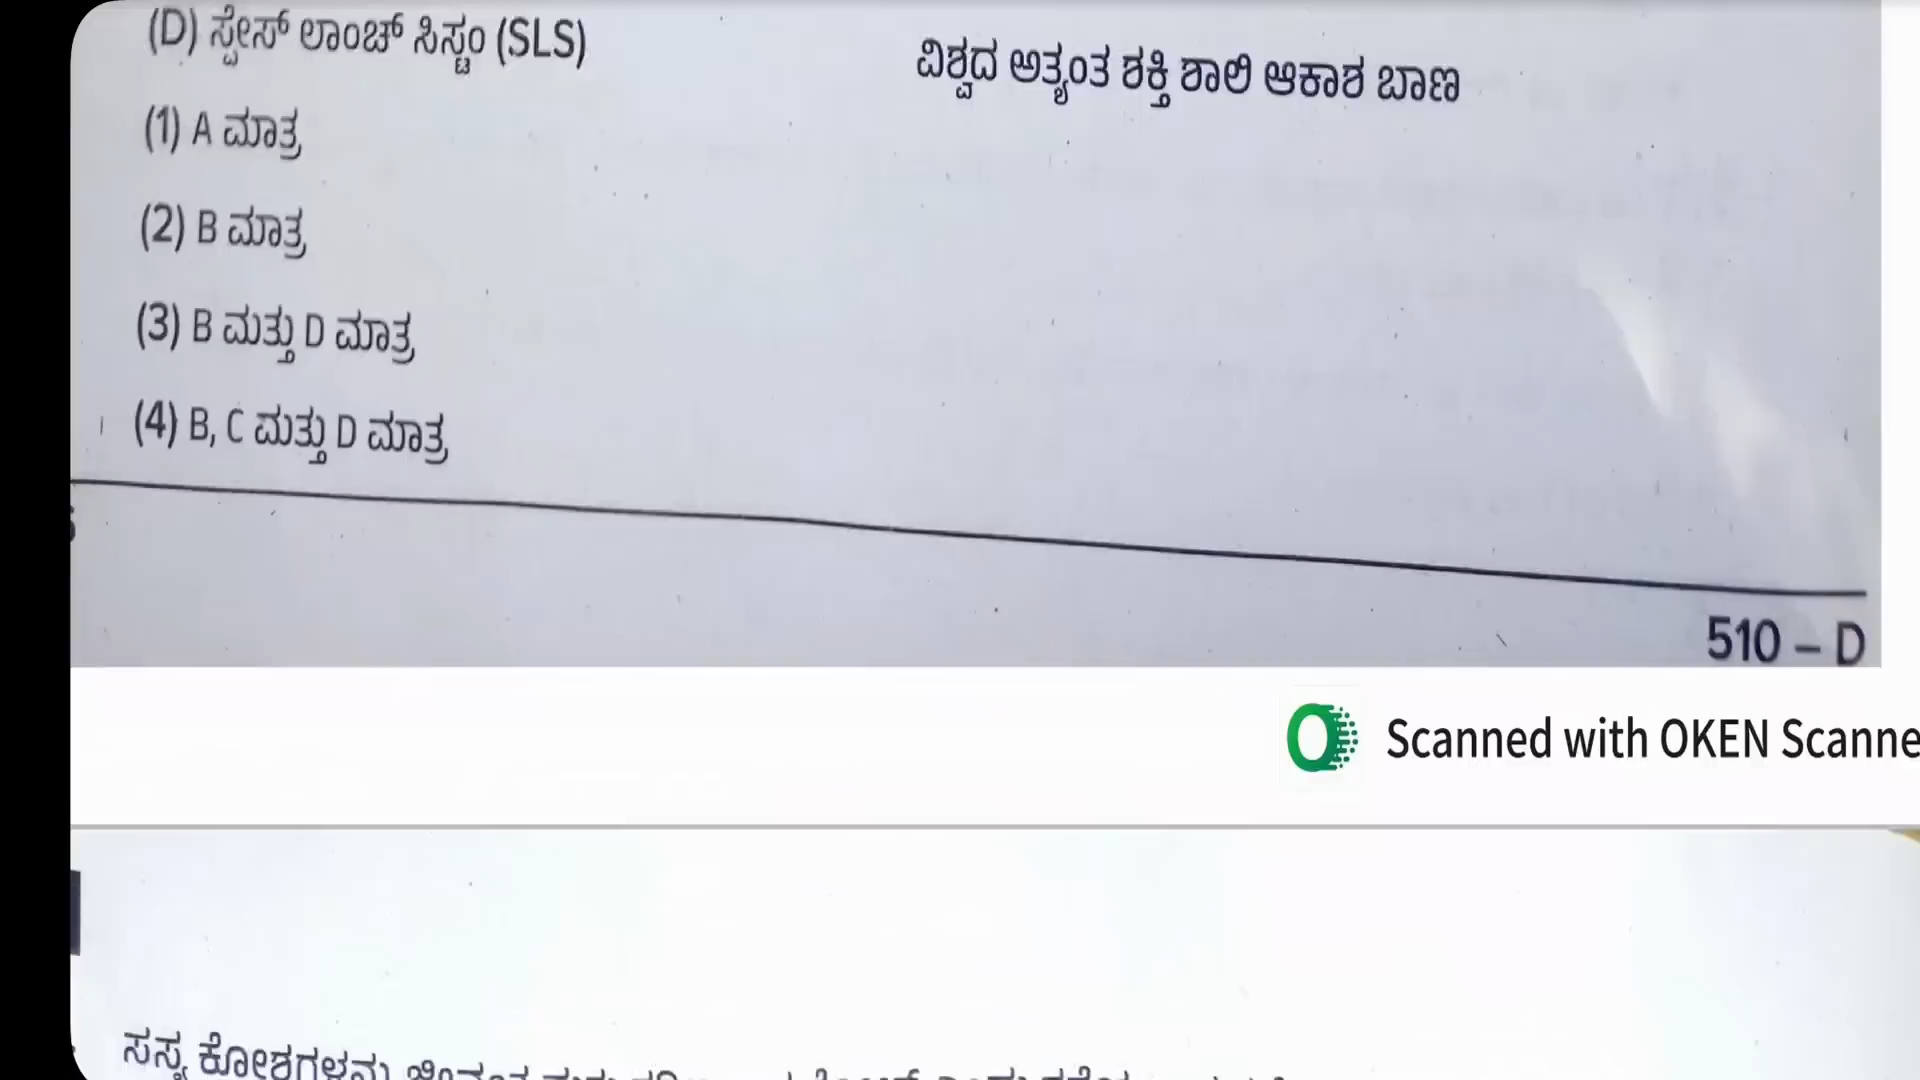 (D) ಸ್ಪೇಸ್ ಲಾಂಚ್ ಸಿಸ್ಟಂ (SLS) ವಿಶ್ವದ ಅತ್ಯಂತ ಶಕ್ತಿ ಶಾಲಿ ಆಕಾಶ ಬಾಣ
(1) A ಮಾತ್ರ
(2) B ಮಾತ್ರ
(3) B ಮತ್ತು D ಮಾತ್ರ
(4) B, C ಮತ್ತು D ಮಾತ್ರ
510 – D
Scanned with OKEN Scanne
ಸಸ್ಯ ಕೋಶಗಳನ್ನು